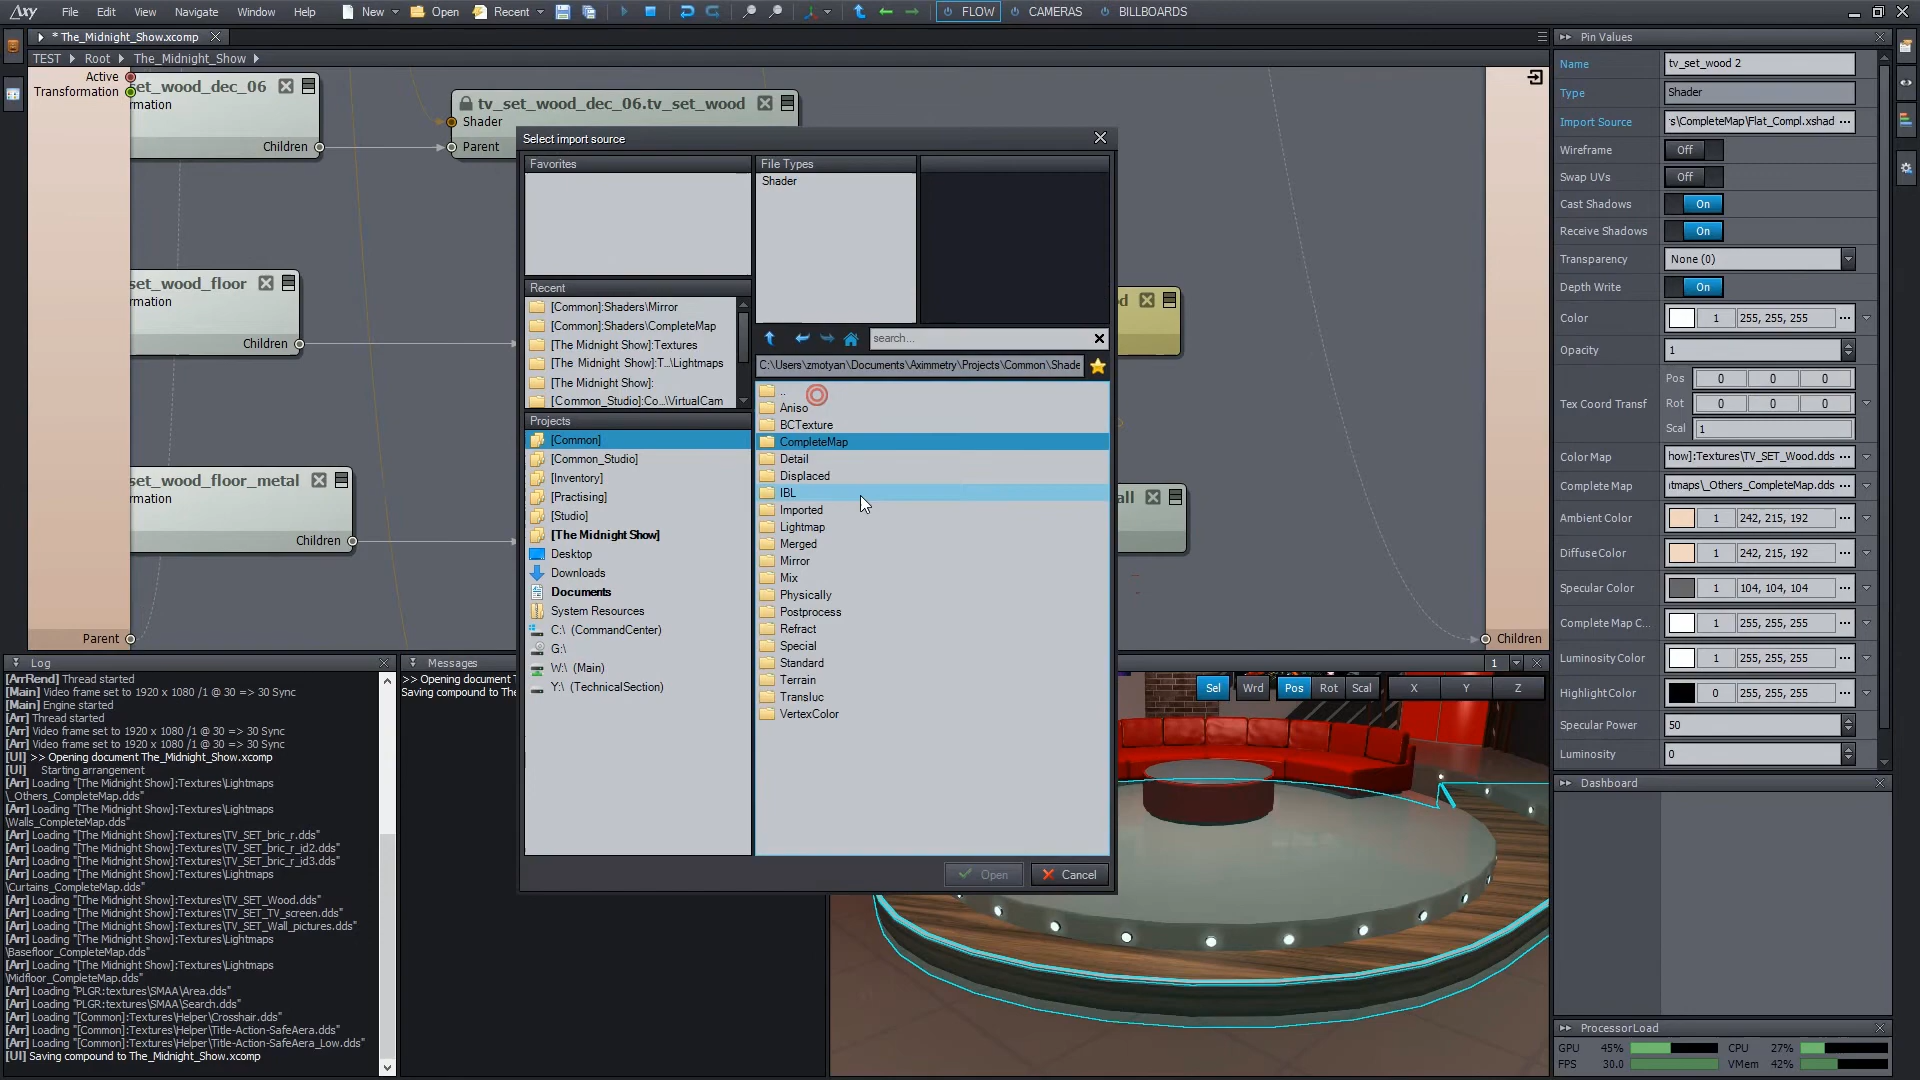 Axy File Edit View Navigate Window Help New Open Recent FLOW CAMERAS BILLBOARDS
* The_Midnight_Show.xcomp
TEST Root The_Midnight_Show
Active
Transformation
et_wood_dec_06
rmation
Children
tv_set_wood_dec_06.tv_set_wood
Shader
Parent
set_wood_floor
rmation
Children
set_wood_floor_metal
rmation
Children
Parent
Children
Select import source
Favorites
Recent
[Common]:Shaders\Mirror
[Common]:Shaders\CompleteMap
[The Midnight Show]:Textures
[The Midnight Show]:T...\Lightmaps
[The Midnight Show]:
[Common_Studio]:Co...\VirtualCam
Projects
[Common]
[Common_Studio]
[Inventory]
[Practising]
[Studio]
[The Midnight Show]
Desktop
Downloads
Documents
System Resources
C:\ (CommandCenter)
G:\
W:\ (Main)
Y:\ (TechnicalSection)
File Types
Shader
search...
C:\Users\zmotyan\Documents\Aximmetry\Projects\Common\Shade
..
Aniso
BCTexture
CompleteMap
Detail
Displaced
IBL
Imported
Lightmap
Merged
Mirror
Mix
Physically
Postprocess
Refract
Special
Standard
Terrain
Transluc
VertexColor
Open Cancel
d
all
Pin Values
Name tv_set_wood 2
Type Shader
Import Source :s\CompleteMap\Flat_Compl.xshad ...
Wireframe Off
Swap UVs Off
Cast Shadows On
Receive Shadows On
Transparency None (0)
Depth Write On
Color 1 255, 255, 255 ...
Opacity 1
Tex Coord Transf Pos 0 0 0
Rot 0 0 0
Scal 1
Color Map how]:Textures\TV_SET_Wood.dds ...
Complete Map ıtmaps\_Others_CompleteMap.dds ...
Ambient Color 1 242, 215, 192 ...
DiffuseColor 1 242, 215, 192 ...
Specular Color 1 104, 104, 104 ...
Complete Map C... 1 255, 255, 255 ...
Luminosity Color 1 255, 255, 255 ...
HighlightColor 0 255, 255, 255 ...
Specular Power 50
Luminosity 0
Dashboard
ProcessorLoad
GPU 45% CPU 27%
FPS 30.0 VMem 42%
Log
[ArrRend] Thread started
[Main] Video frame set to 1920 x 1080 /1 @ 30 => 30 Sync
[Main] Engine started
[Arr] Thread started
[Arr] Video frame set to 1920 x 1080 /1 @ 30 => 30 Sync
[Arr] Video frame set to 1920 x 1080 /1 @ 30 => 30 Sync
[UI] >> Opening document The_Midnight_Show.xcomp
[UI] Starting arrangement
[Arr] Loading "[The Midnight Show]:Textures\Lightmaps
\_Others_CompleteMap.dds"
[Arr] Loading "[The Midnight Show]:Textures\Lightmaps
\Walls_CompleteMap.dds"
[Arr] Loading "[The Midnight Show]:Textures\TV_SET_bric_r.dds"
[Arr] Loading "[The Midnight Show]:Textures\TV_SET_bric_r_id2.dds"
[Arr] Loading "[The Midnight Show]:Textures\TV_SET_bric_r_id3.dds"
[Arr] Loading "[The Midnight Show]:Textures\Lightmaps
\Curtains_CompleteMap.dds"
[Arr] Loading "[The Midnight Show]:Textures\TV_SET_Wood.dds"
[Arr] Loading "[The Midnight Show]:Textures\TV_SET_TV_screen.dds"
[Arr] Loading "[The Midnight Show]:Textures\TV_SET_Wall_pictures.dds"
[Arr] Loading "[The Midnight Show]:Textures\Lightmaps
\Basefloor_CompleteMap.dds"
[Arr] Loading "[The Midnight Show]:Textures\Lightmaps
\Midfloor_CompleteMap.dds"
[Arr] Loading "PLGR:textures\SMAA\Area.dds"
[Arr] Loading "PLGR:textures\SMAA\Search.dds"
[Arr] Loading "[Common]:Textures\Helper\Crosshair.dds"
[Arr] Loading "[Common]:Textures\Helper\Title-Action-SafeAera.dds"
[Arr] Loading "[Common]:Textures\Helper\Title-Action-SafeAera_Low.dds"
[UI] Saving compound to The_Midnight_Show.xcomp
Messages
>> Opening document T
Saving compound to The
1
Sel Wrd Pos Rot Scal X Y Z